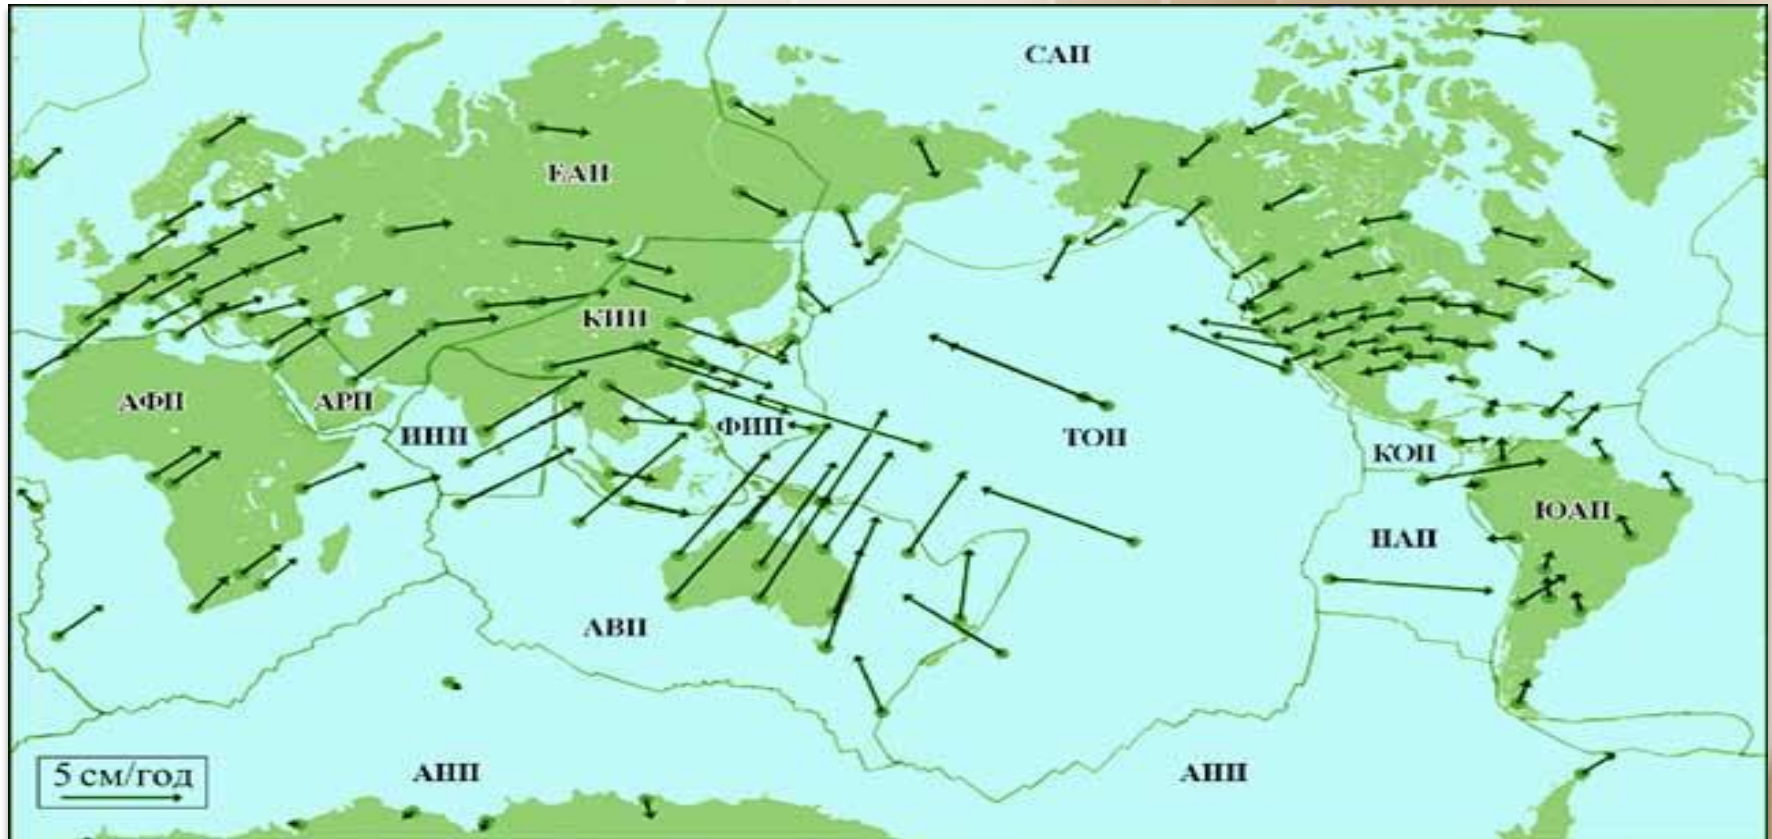 САП
ЕАП
КИП
АФП
АРП
ИНП
ФИП
ТОП
КОП
ЮАП
НАП
АВП
5 см/год
АНП
АНП